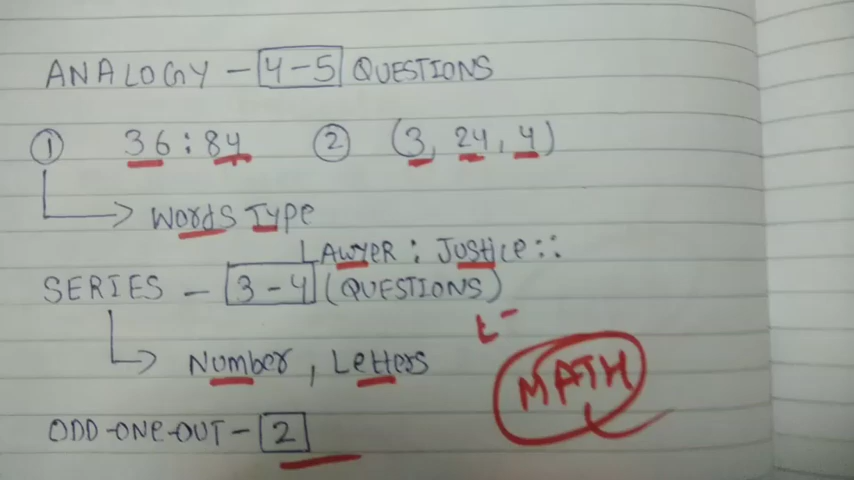 ANALOGY - 4-5 QUESTIONS
① 36:84 ② (3, 24, 4)
→ Words Type
LAWYER : JUSTICE ::
SERIES - 3-4 (QUESTIONS)
→ Number, Letters
MATH
ODD-ONE-OUT - 2